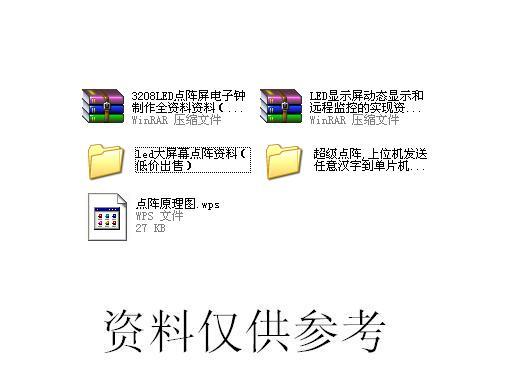 3208LED点阵屏电子钟
制作全资料资料（...
WinRAR 压缩文件
LED显示屏动态显示和
远程监控的实现资...
WinRAR 压缩文件
led大屏幕点阵资料（
低价出售）
超级点阵,上位机发送
任意汉字到单片机...
点阵原理图.wps
WPS 文件
27 KB
资料仅供参考